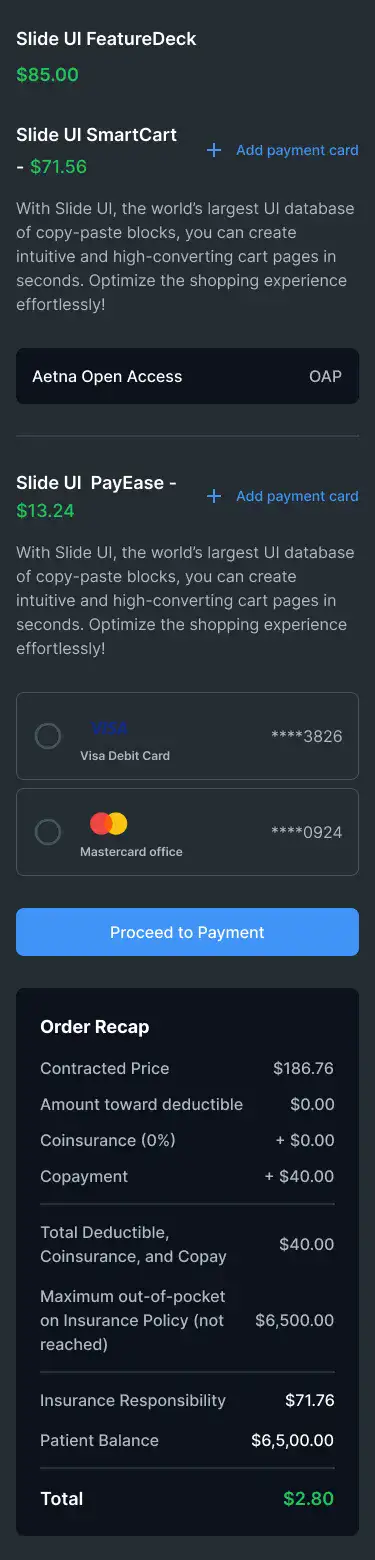 Slide UI FeatureDeck
$85.00
Slide UI SmartCart
- $71.56
Add payment card
With Slide UI, the world’s largest UI database
of copy-paste blocks, you can create
intuitive and high-converting cart pages in
seconds. Optimize the shopping experience
effortlessly!
Aetna Open Access OAP
Slide UI PayEase -
$13.24
Add payment card
With Slide UI, the world’s largest UI database
of copy-paste blocks, you can create
intuitive and high-converting cart pages in
seconds. Optimize the shopping experience
effortlessly!
VISA
Visa Debit Card
****3826
Mastercard office
****0924
Proceed to Payment
Order Recap
Contracted Price $186.76
Amount toward deductible $0.00
Coinsurance (0%) + $0.00
Copayment + $40.00
Total Deductible,
Coinsurance, and Copay
$40.00
Maximum out-of-pocket
on Insurance Policy (not
reached)
$6,500.00
Insurance Responsibility $71.76
Patient Balance $6,5,00.00
Total $2.80